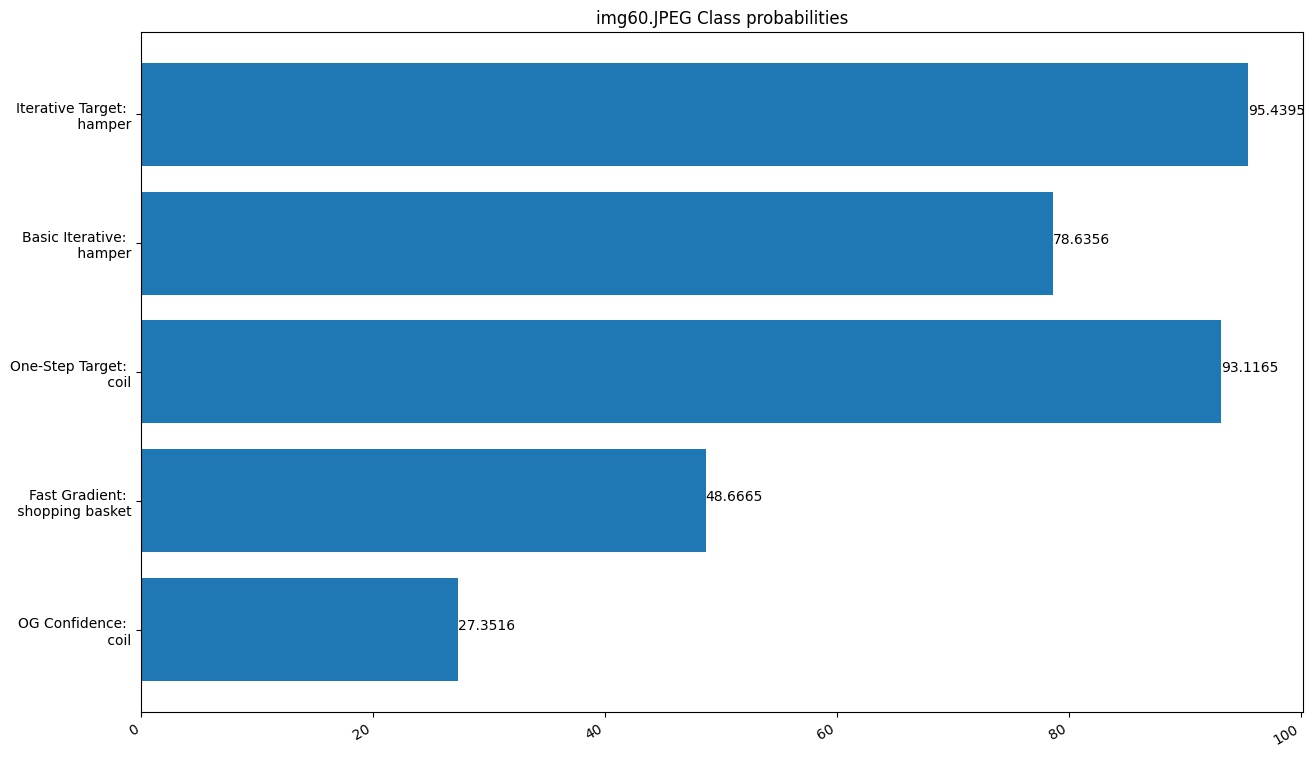 img60.JPEG Class probabilities
Iterative Target:
hamper
95.4395
Basic Iterative:
hamper
78.6356
One-Step Target:
coil
93.1165
Fast Gradient:
shopping basket
48.6665
OG Confidence:
coil
27.3516
0
20
40
60
80
100